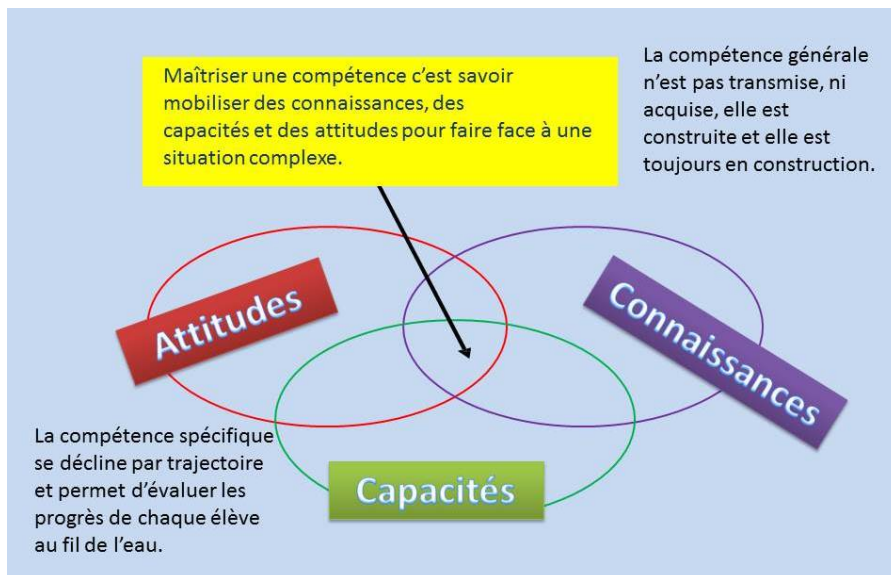 Maîtriser une compétence c'est savoir
mobiliser des connaissances, des
capacités et des attitudes pour faire face à une
situation complexe.
La compétence générale
n'est pas transmise, ni
acquise, elle est
construite et elle est
toujours en construction.
Attitudes
Connaissances
La compétence spécifique
se décline par trajectoire
et permet d'évaluer les
progrès de chaque élève
au fil de l'eau.
Capacités